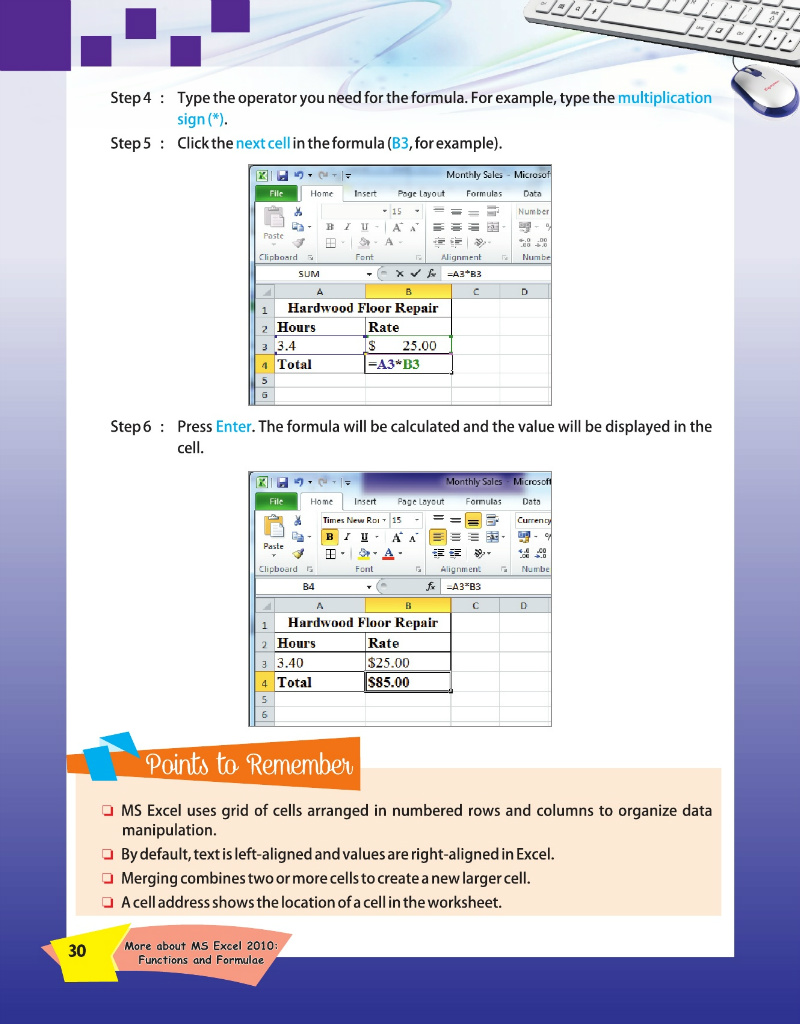 Step 4 : Type the operator you need for the formula. For example, type the multiplication
sign (*).
Step 5 : Click the next cell in the formula (B3, for example).
Monthly Sales - Microsof
File Home Insert Page Layout Formulas Data
15 Number
B I U A A
Paste
Clipboard Font Alignment Numbe
SUM =A3*B3
A B C D
1 Hardwood Floor Repair
2 Hours Rate
3 3.4 $ 25.00
4 Total =A3*B3
5
6
Step 6 : Press Enter. The formula will be calculated and the value will be displayed in the
cell.
Monthly Sales - Microsoft
File Home Insert Page Layout Formulas Data
Times New Roi 15 Currency
B I U A A
Paste A
Clipboard Font Alignment Numbe
B4 fx =A3*B3
A B C D
1 Hardwood Floor Repair
2 Hours Rate
3 3.40 $25.00
4 Total $85.00
5
6
Points to Remember
MS Excel uses grid of cells arranged in numbered rows and columns to organize data
manipulation.
By default, text is left-aligned and values are right-aligned in Excel.
Merging combines two or more cells to create a new larger cell.
A cell address shows the location of a cell in the worksheet.
30 More about MS Excel 2010:
Functions and Formulae